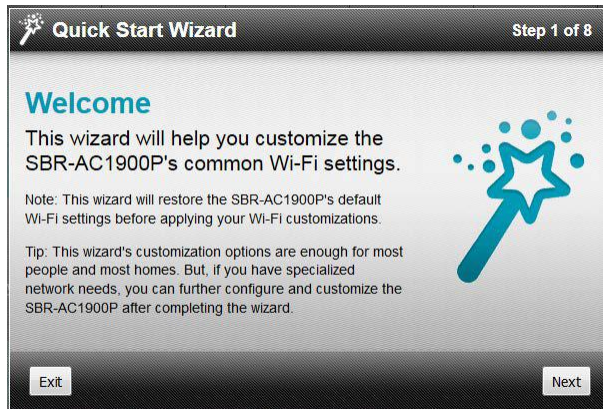 Quick Start Wizard
Step 1 of 8
Welcome
This wizard will help you customize the
SBR-AC1900P's common Wi-Fi settings.
Note: This wizard will restore the SBR-AC1900P's default
Wi-Fi settings before applying your Wi-Fi customizations.
Tip: This wizard's customization options are enough for most
people and most homes. But, if you have specialized
network needs, you can further configure and customize the
SBR-AC1900P after completing the wizard.
Exit
Next